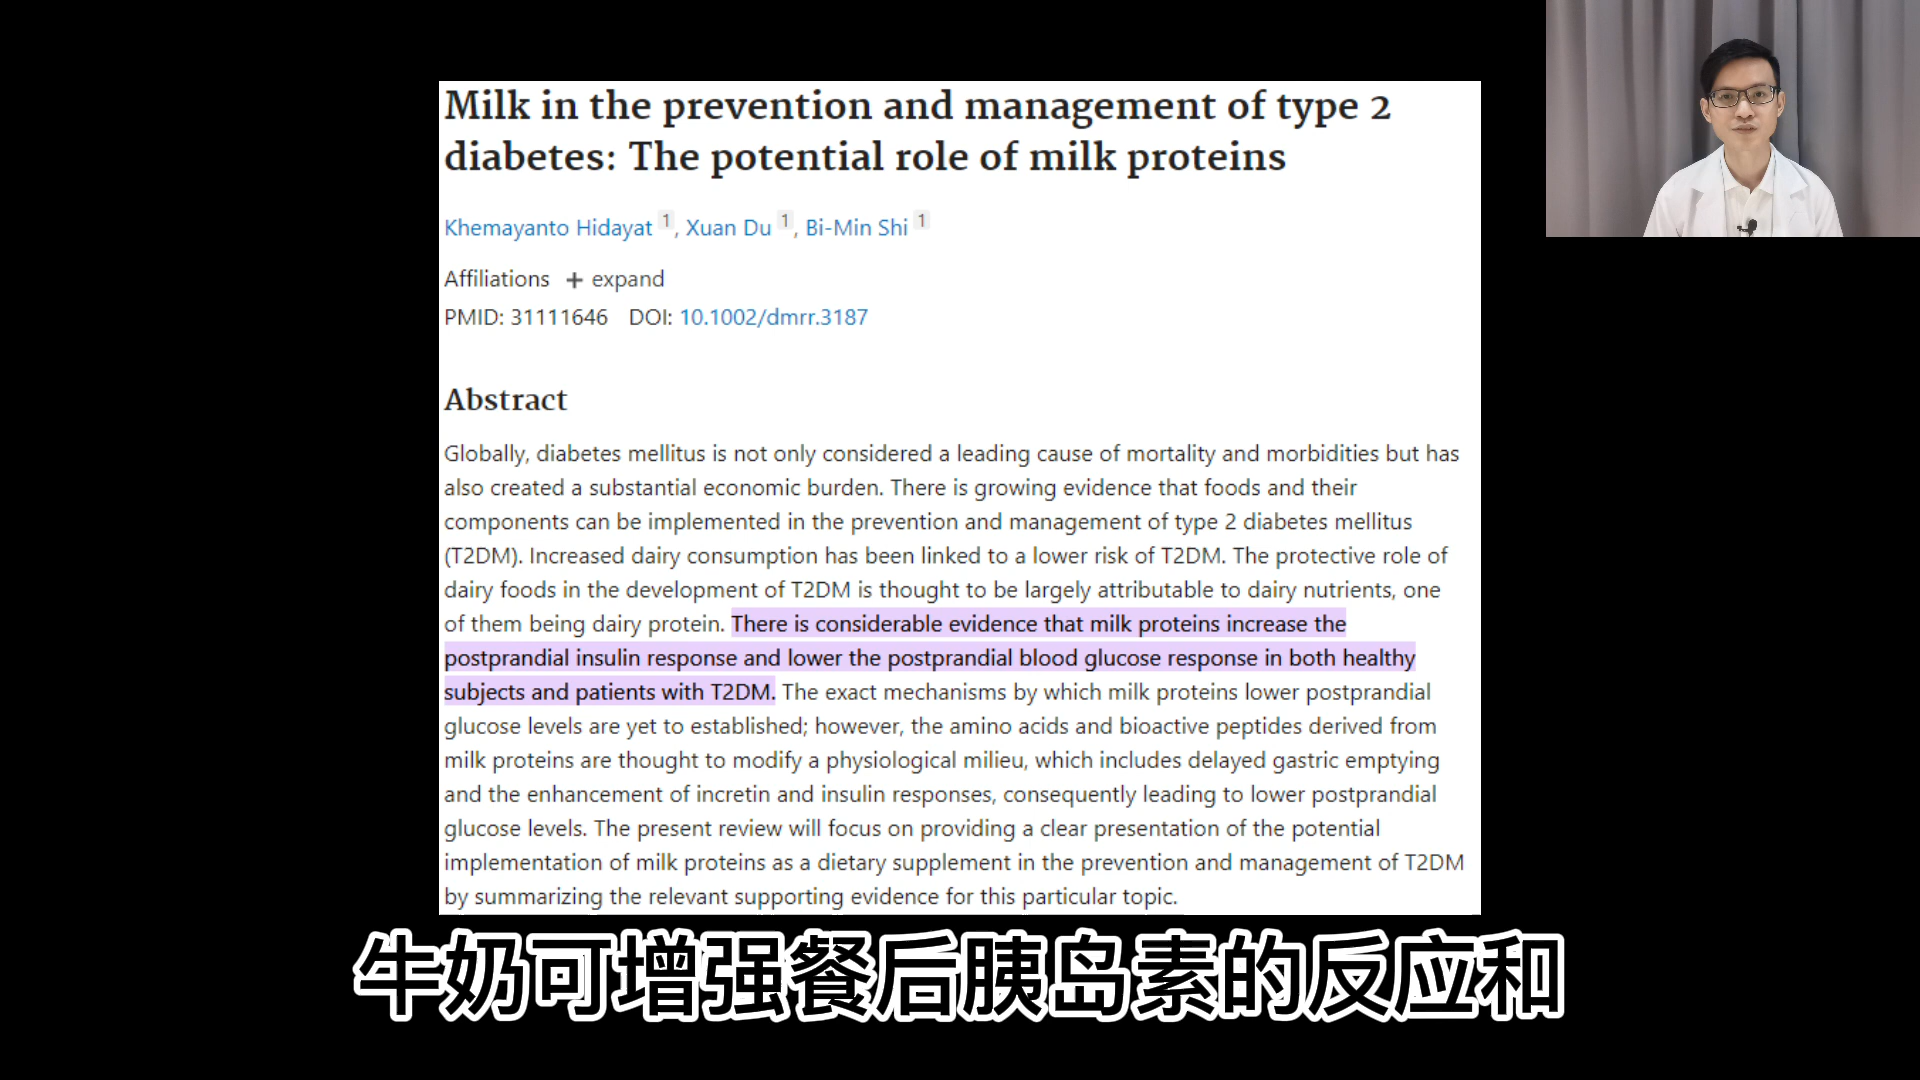 Milk in the prevention and management of type 2
diabetes: The potential role of milk proteins
Khemayanto Hidayat 1, Xuan Du 1, Bi-Min Shi 1
Affiliations + expand
PMID: 31111646 DOI: 10.1002/dmrr.3187
Abstract
Globally, diabetes mellitus is not only considered a leading cause of mortality and morbidities but has
also created a substantial economic burden. There is growing evidence that foods and their
components can be implemented in the prevention and management of type 2 diabetes mellitus
(T2DM). Increased dairy consumption has been linked to a lower risk of T2DM. The protective role of
dairy foods in the development of T2DM is thought to be largely attributable to dairy nutrients, one
of them being dairy protein. There is considerable evidence that milk proteins increase the
postprandial insulin response and lower the postprandial blood glucose response in both healthy
subjects and patients with T2DM. The exact mechanisms by which milk proteins lower postprandial
glucose levels are yet to established; however, the amino acids and bioactive peptides derived from
milk proteins are thought to modify a physiological milieu, which includes delayed gastric emptying
and the enhancement of incretin and insulin responses, consequently leading to lower postprandial
glucose levels. The present review will focus on providing a clear presentation of the potential
implementation of milk proteins as a dietary supplement in the prevention and management of T2DM
by summarizing the relevant supporting evidence for this particular topic.
牛奶可增强餐后胰岛素的反应和